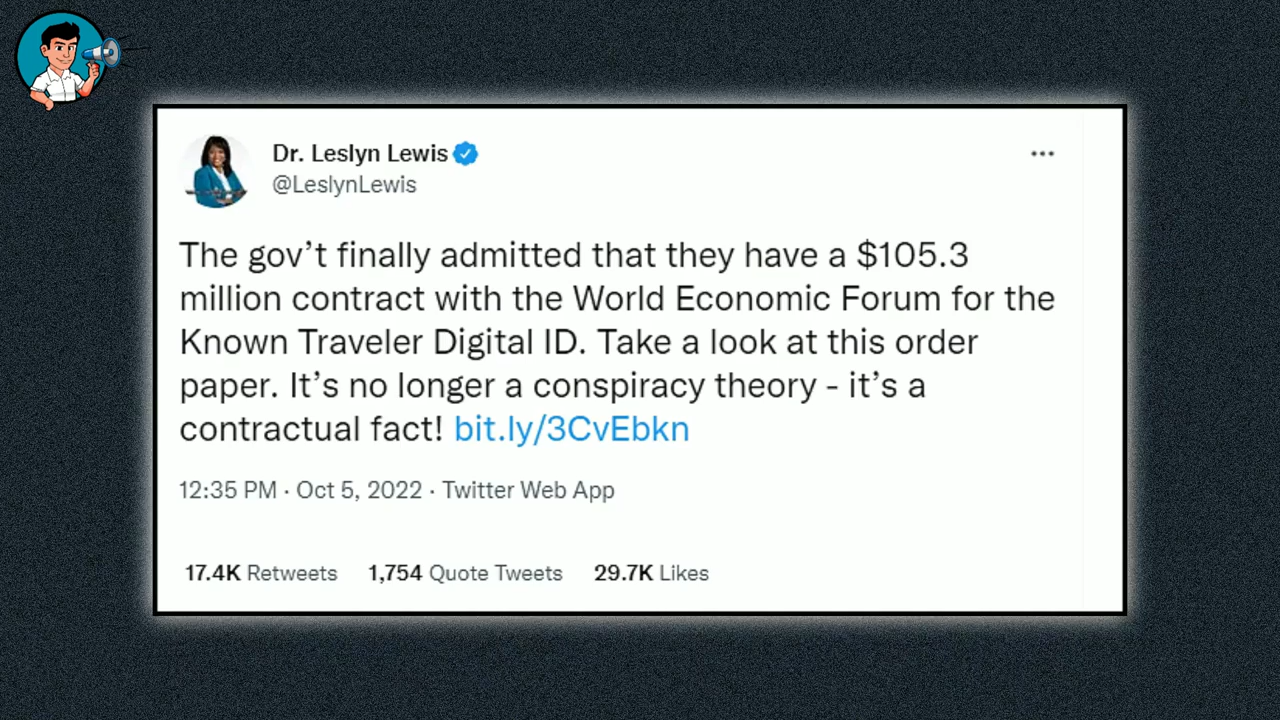 Dr. Leslyn Lewis
@LeslynLewis
The gov’t finally admitted that they have a $105.3
million contract with the World Economic Forum for the
Known Traveler Digital ID. Take a look at this order
paper. It’s no longer a conspiracy theory - it’s a
contractual fact! bit.ly/3CvEbkn
12:35 PM · Oct 5, 2022 · Twitter Web App
17.4K Retweets 1,754 Quote Tweets 29.7K Likes